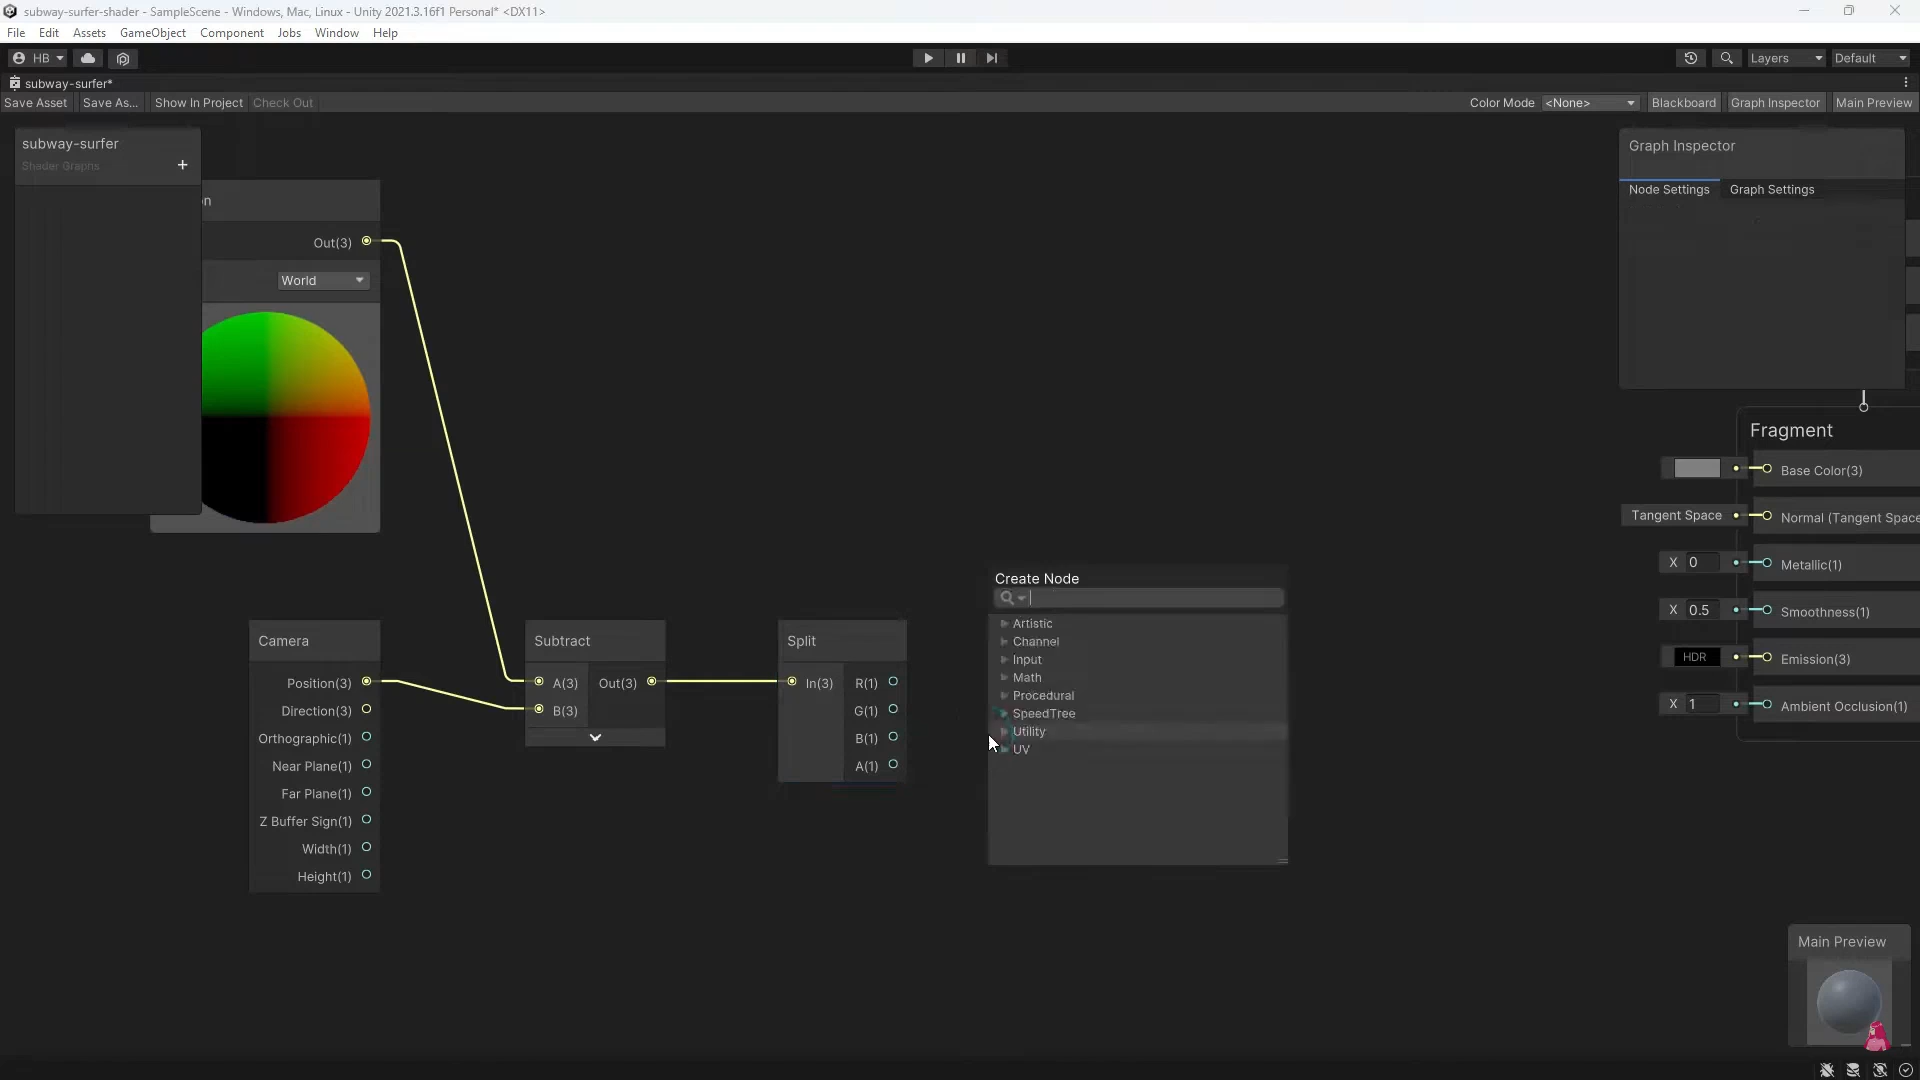 subway-surfer-shader - SampleScene - Windows, Mac, Linux - Unity 2021.3.16f1 Personal* <DX11>
File Edit Assets GameObject Component Jobs Window Help
HB Layers Default
subway-surfer*
Save Asset Save As... Show In Project Check Out Color Mode <None> Blackboard Graph Inspector Main Preview
subway-surfer
Shader Graphs
+
n
Out(3)
World
Camera
Position(3)
Direction(3)
Orthographic(1)
Near Plane(1)
Far Plane(1)
Z Buffer Sign(1)
Width(1)
Height(1)
Subtract
A(3) Out(3)
B(3)
Split
In(3) R(1)
G(1)
B(1)
A(1)
Create Node
Artistic
Channel
Input
Math
Procedural
SpeedTree
Utility
UV
Graph Inspector
Node Settings Graph Settings
Fragment
Base Color(3)
Tangent Space Normal (Tangent Space
X 0 Metallic(1)
X 0.5 Smoothness(1)
HDR Emission(3)
X 1 Ambient Occlusion(1)
Main Preview